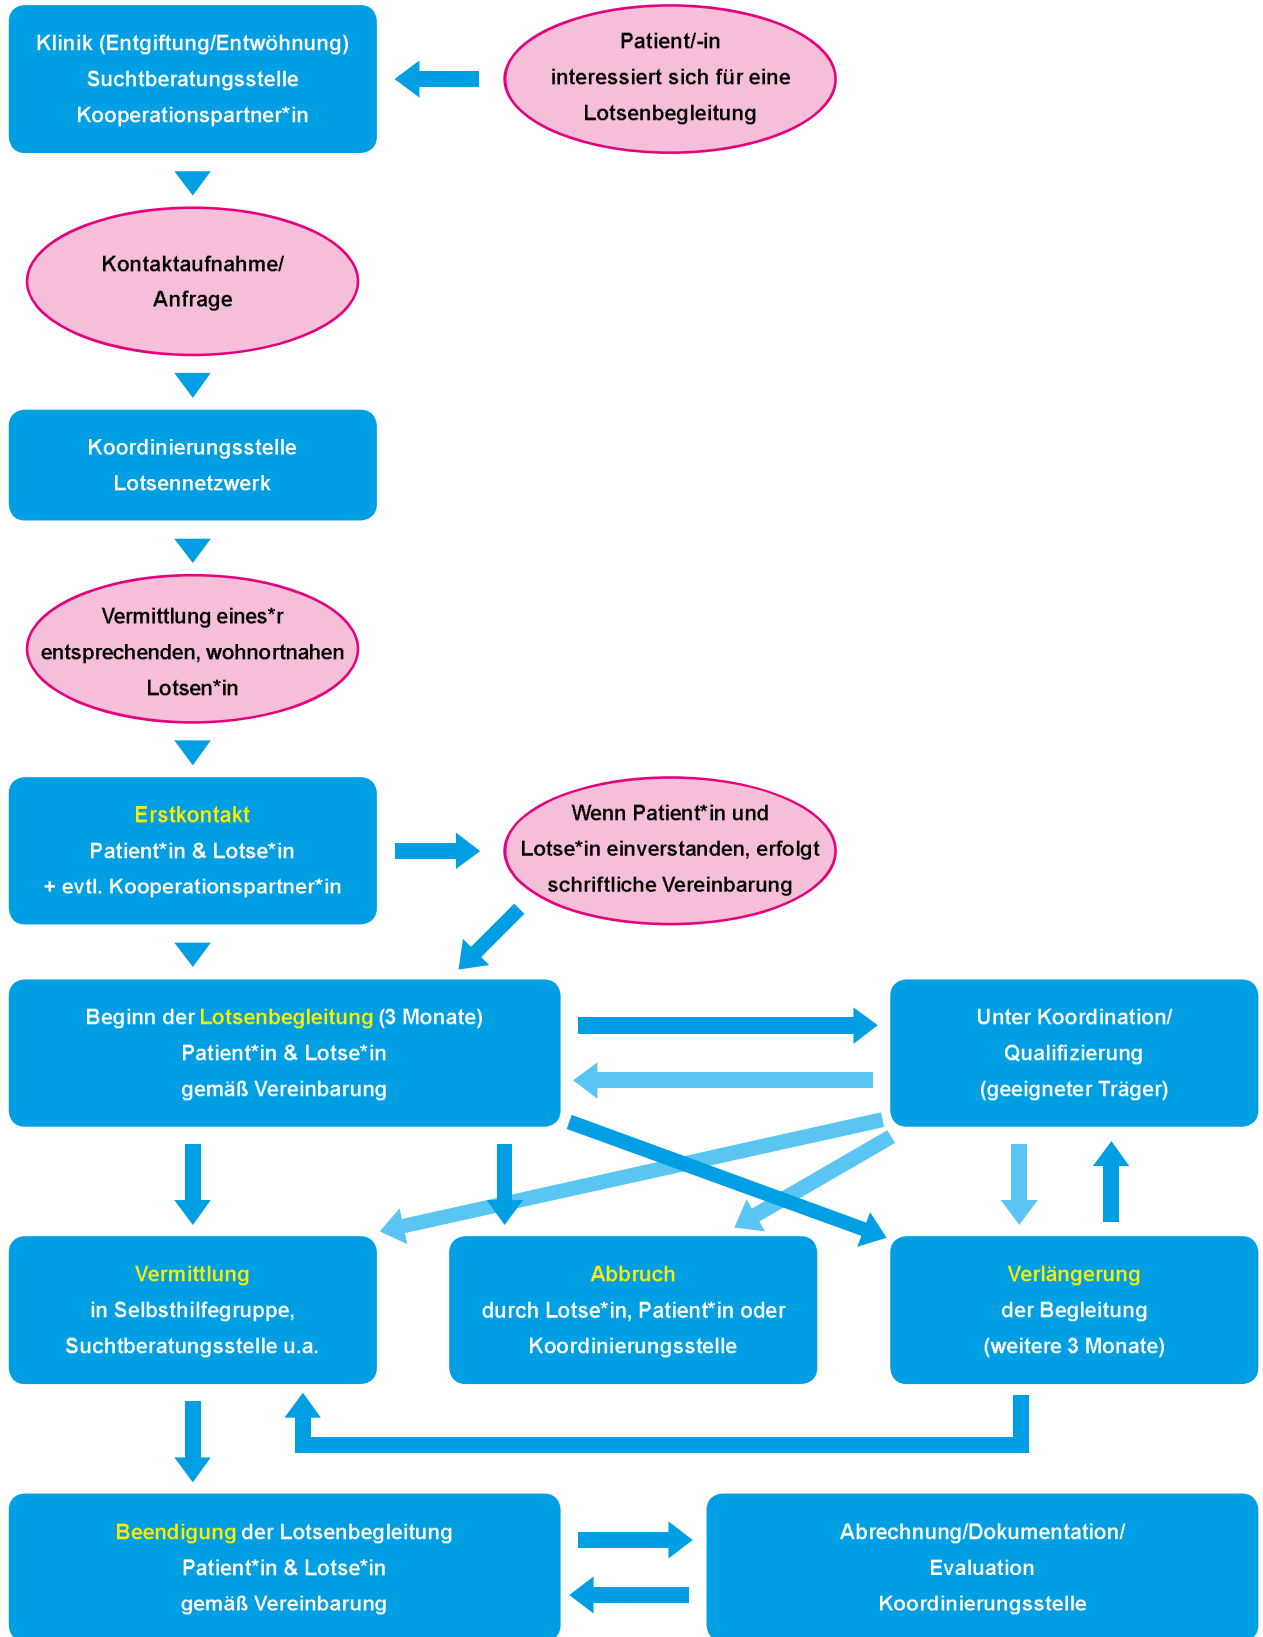 Klinik (Entgiftung/Entwöhnung)
Suchtberatungsstelle
Kooperationspartner*in
Patient/-in
interessiert sich für eine
Lotsenbegleitung
Kontaktaufnahme/
Anfrage
Koordinierungsstelle
Lotsennetzwerk
Vermittlung eines*r
entsprechenden, wohnortnahen
Lotsen*in
Erstkontakt
Patient*in & Lotse*in
+ evtl. Kooperationspartner*in
Wenn Patient*in und
Lotse*in einverstanden, erfolgt
schriftliche Vereinbarung
Beginn der Lotsenbegleitung (3 Monate)
Patient*in & Lotse*in
gemäß Vereinbarung
Unter Koordination/
Qualifizierung
(geeigneter Träger)
Vermittlung
in Selbsthilfegruppe,
Suchtberatungsstelle u.a.
Abbruch
durch Lotse*in, Patient*in oder
Koordinierungsstelle
Verlängerung
der Begleitung
(weitere 3 Monate)
Beendigung der Lotsenbegleitung
Patient*in & Lotse*in
gemäß Vereinbarung
Abrechnung/Dokumentation/
Evaluation
Koordinierungsstelle